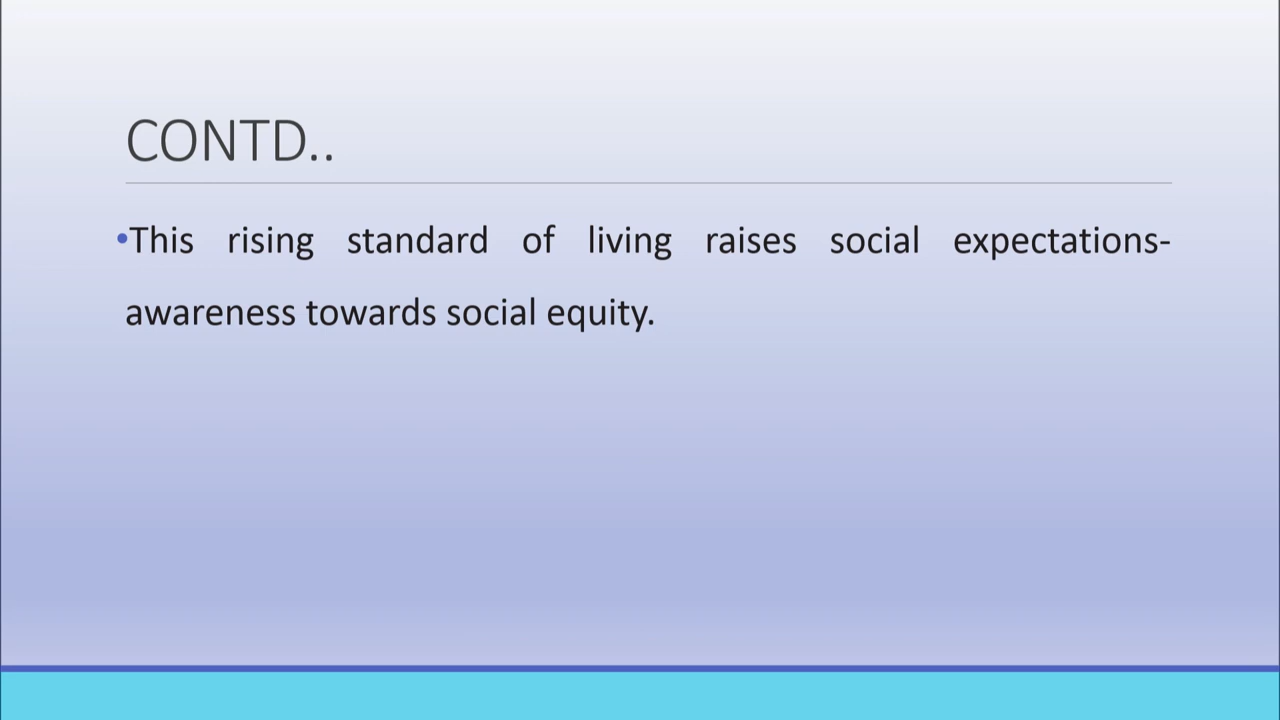 CONTD..
•This rising standard of living raises social expectations-
awareness towards social equity.